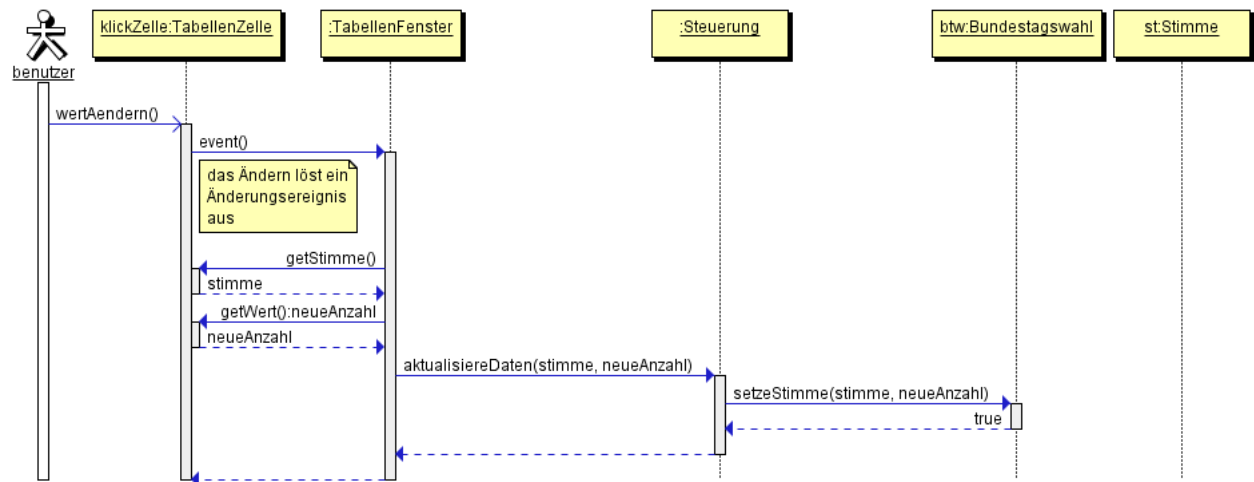 klickZelle:TabellenZelle
:TabellenFenster
:Steuerung
btw:Bundestagswahl
st:Stimme
benutzer
wertAendern()
event()
das Ändern löst ein
Änderungsereignis
aus
getStimme()
stimme
getWert():neueAnzahl
neueAnzahl
aktualisiereDaten(stimme, neueAnzahl)
setzeStimme(stimme, neueAnzahl)
true